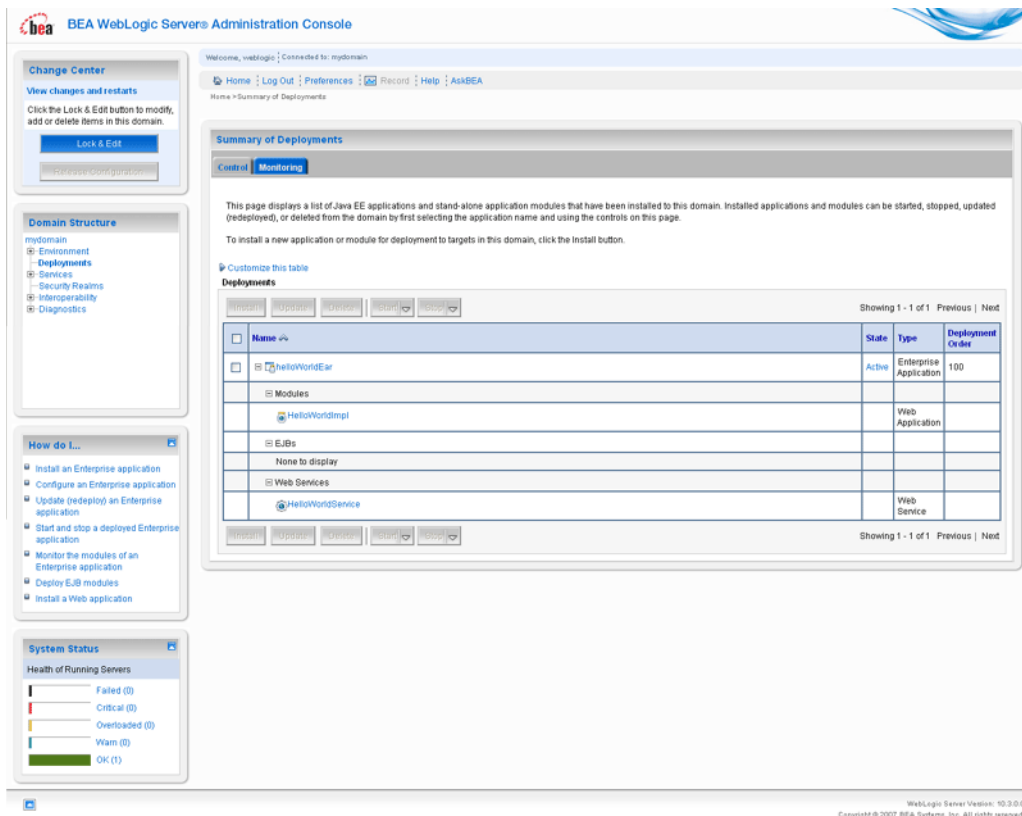 bea BEA WebLogic Server® Administration Console
Change Center
View changes and restarts
Click the Lock & Edit button to modify,
add or delete items in this domain.
Lock & Edit
Release Configuration
Domain Structure
mydomain
Environment
Deployments
Services
Security Realms
Interoperability
Diagnostics
How do I...
Install an Enterprise application
Configure an Enterprise application
Update (redeploy) an Enterprise
application
Start and stop a deployed Enterprise
application
Monitor the modules of an
Enterprise application
Deploy EJB modules
Install a Web application
System Status
Health of Running Servers
Failed (0)
Critical (0)
Overloaded (0)
Warn (0)
OK (1)
Welcome, weblogic Connected to: mydomain
Home Log Out Preferences Record Help AskBEA
Home > Summary of Deployments
Summary of Deployments
Control Monitoring
This page displays a list of Java EE applications and stand-alone application modules that have been installed to this domain. Installed applications and modules can be started, stopped, updated
(redeployed), or deleted from the domain by first selecting the application name and using the controls on this page.
To install a new application or module for deployment to targets in this domain, click the Install button.
Customize this table
Deployments
Install Update Delete Start Stop Showing 1 - 1 of 1 Previous | Next
Name State Type Deployment
Order
helloWorldEar Active Enterprise
Application 100
Modules
HelloWorldImpl Web
Application
EJBs
None to display
Web Services
HelloWorldService Web
Service
Install Update Delete Start Stop Showing 1 - 1 of 1 Previous | Next
WebLogic Server Version: 10.3.0.0
Copyright © 2007 BEA Systems, Inc. All rights reserved